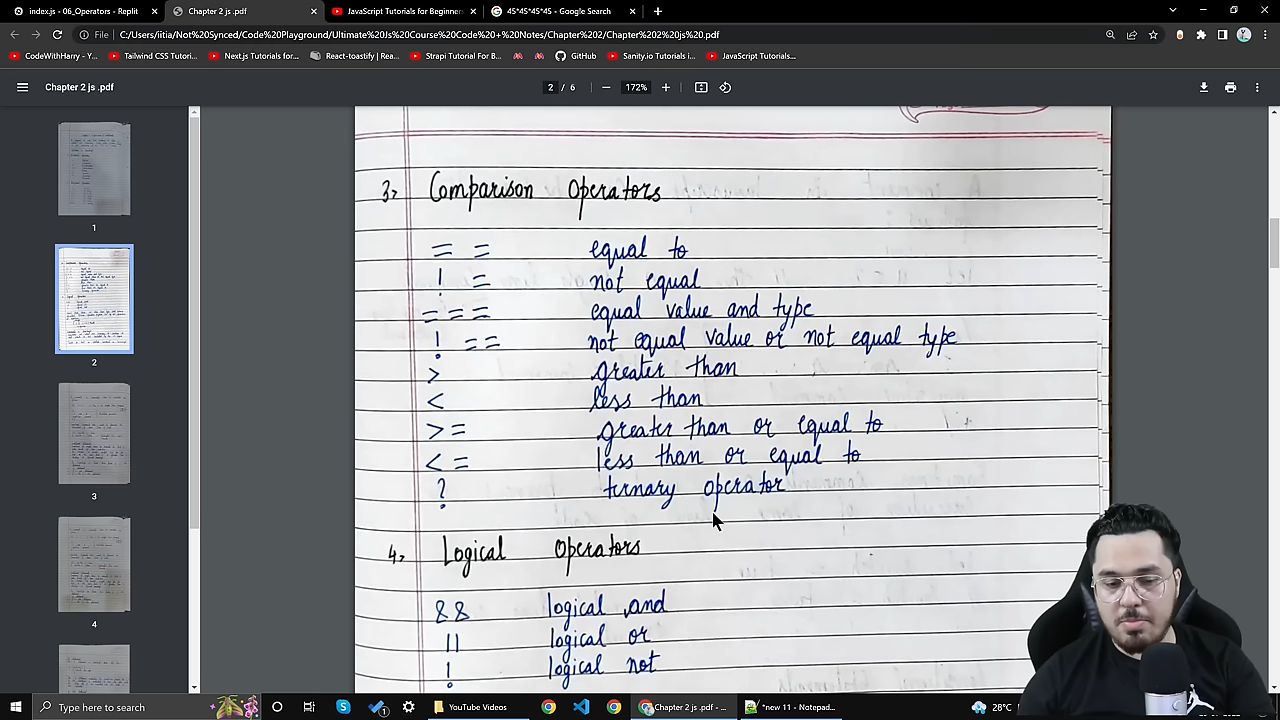 index.js - 06_Operators - Replit
Chapter 2 js .pdf
JavaScript Tutorials for Beginner
45*45*45*45 - Google Search
File
C:/Users/iitia/Not%20Synced/Code%20Playground/Ultimate%20Js%20Course%20Code%20+%20Notes/Chapter%202/Chapter%202%20js%20.pdf
CodeWithHarry - Y...
Tailwind CSS Tutori...
Next.js Tutorials for...
React-toastify | Rea...
Strapi Tutorial For B...
GitHub
Sanity.io Tutorials i...
JavaScript Tutorials...
Chapter 2 js .pdf
2 / 6
172%
1
2
3
4
3, Comparison Operators
= = equal to
! = not equal
= = = equal value and type
! = = not equal value or not equal type
> greater than
< less than
> = greater than or equal to
< = less than or equal to
? ternary operator
4, Logical Operators
&& logical and
|| logical or
! logical not
Type here to search
1
YouTube Videos
Chapter 2 js .pdf - ...
*new 11 - Notepad...
28°C